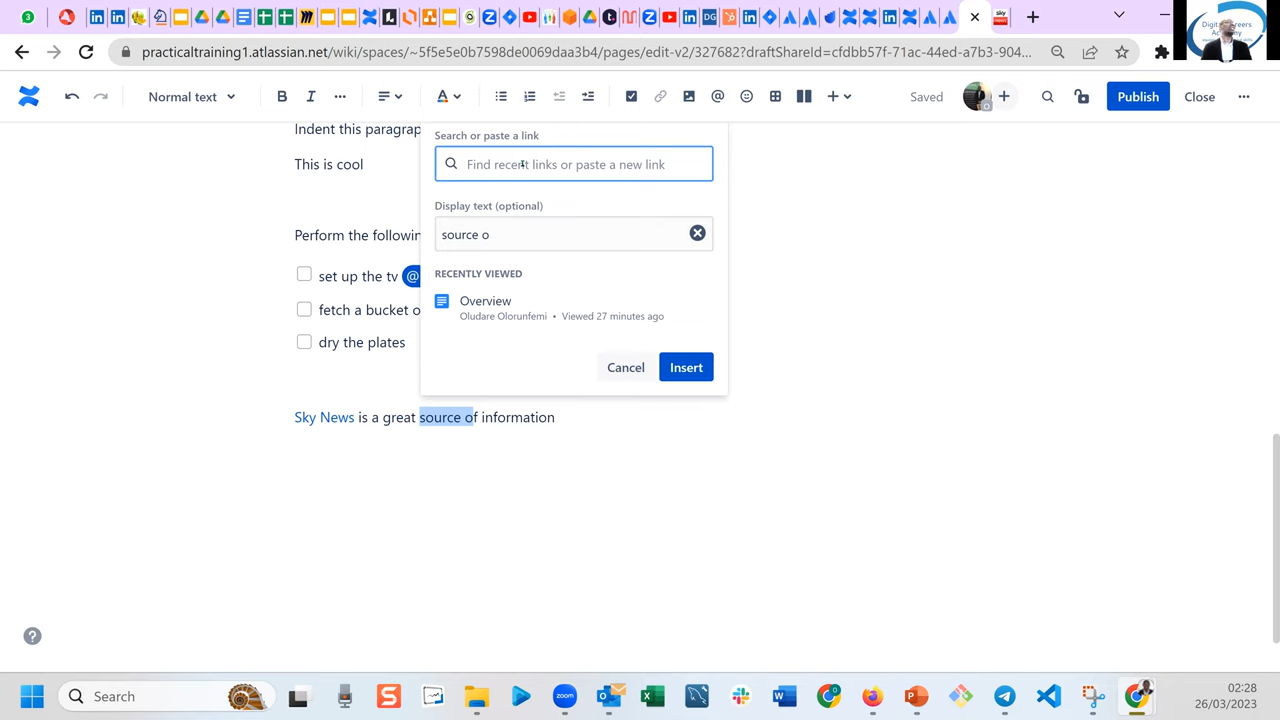 practicaltraining1.atlassian.net/wiki/spaces/~5f5e5e0b7598de0069daa3b4/pages/edit-v2/327682?draftShareId=cfdbb57f-71ac-44ed-a7b3-904...
Normal text
Saved
Publish
Close
Indent this paragrap
This is cool
Perform the followin
set up the tv @
fetch a bucket o
dry the plates
Search or paste a link
Find recent links or paste a new link
Display text (optional)
source o
RECENTLY VIEWED
Overview
Oludare Olorunfemi • Viewed 27 minutes ago
Cancel
Insert
Sky News is a great source of information
Search
02:28
26/03/2023